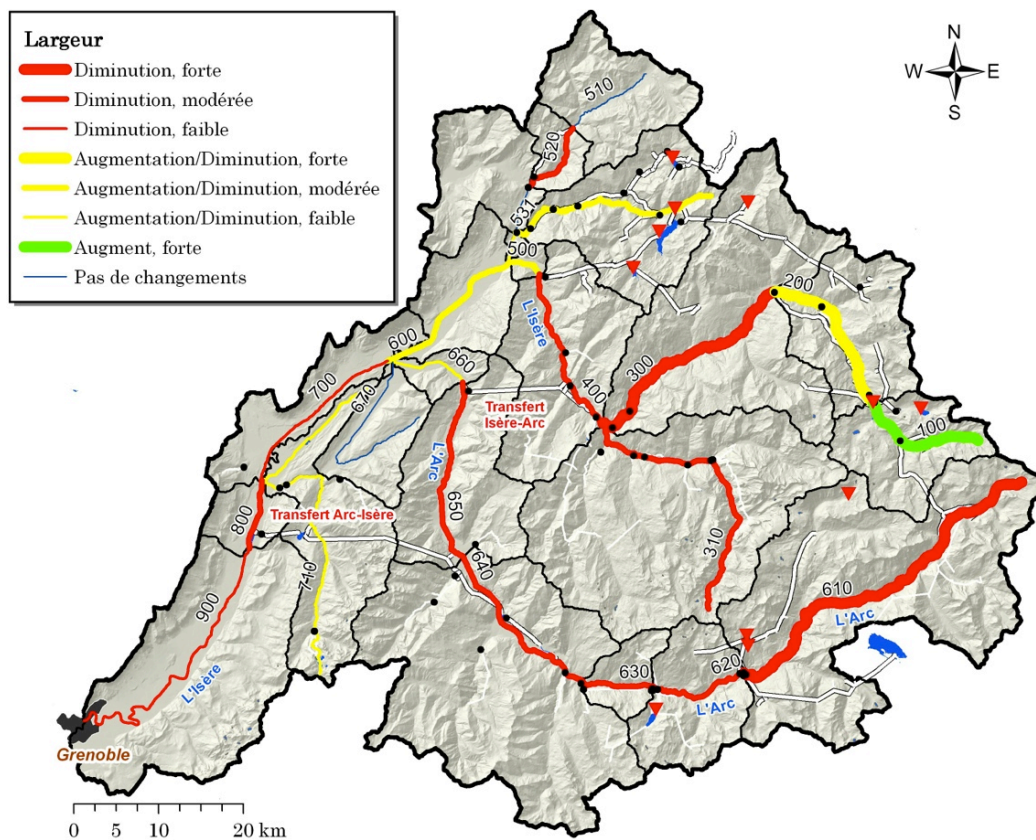 Largeur
Diminution, forte
Diminution, modérée
Diminution, faible
Augmentation/Diminution, forte
Augmentation/Diminution, modérée
Augmentation/Diminution, faible
Augment, forte
Pas de changements
N
W E
S
510
520
531
500
200
L'Isère
600
660
300
700
670
400
Transfert
Isère-Arc
100
L'Arc
Transfert Arc-Isère
650
800
310
640
710
610
900
L'Arc
630
620
L'Isère
L'Arc
Grenoble
0 5 10 20 km